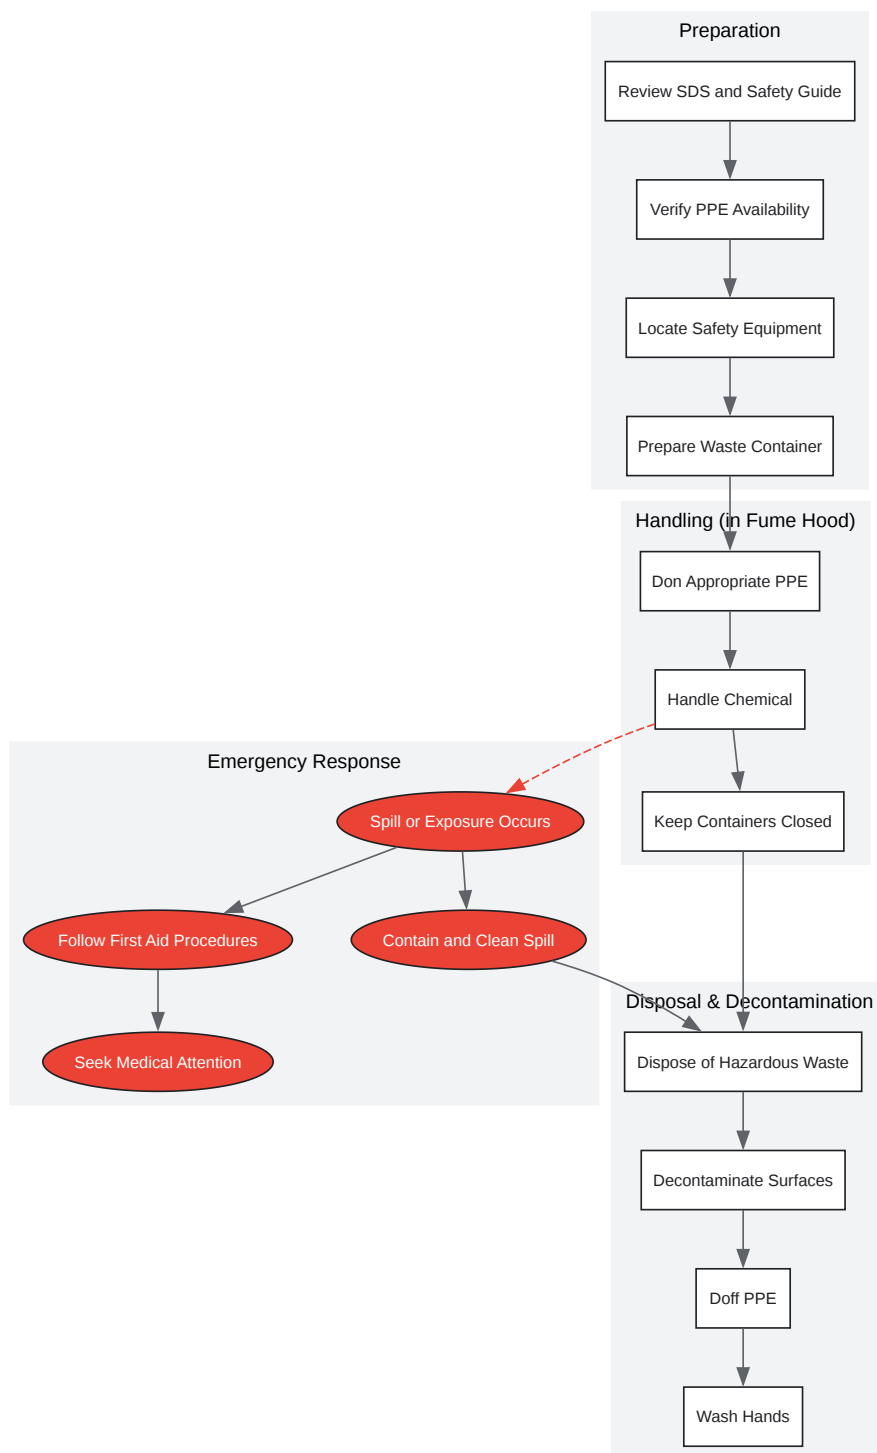 Preparation
Review SDS and Safety Guide
Verify PPE Availability
Locate Safety Equipment
Prepare Waste Container
Handling (in Fume Hood)
Don Appropriate PPE
Handle Chemical
Keep Containers Closed
Emergency Response
Spill or Exposure Occurs
Follow First Aid Procedures
Contain and Clean Spill
Seek Medical Attention
Disposal & Decontamination
Dispose of Hazardous Waste
Decontaminate Surfaces
Doff PPE
Wash Hands